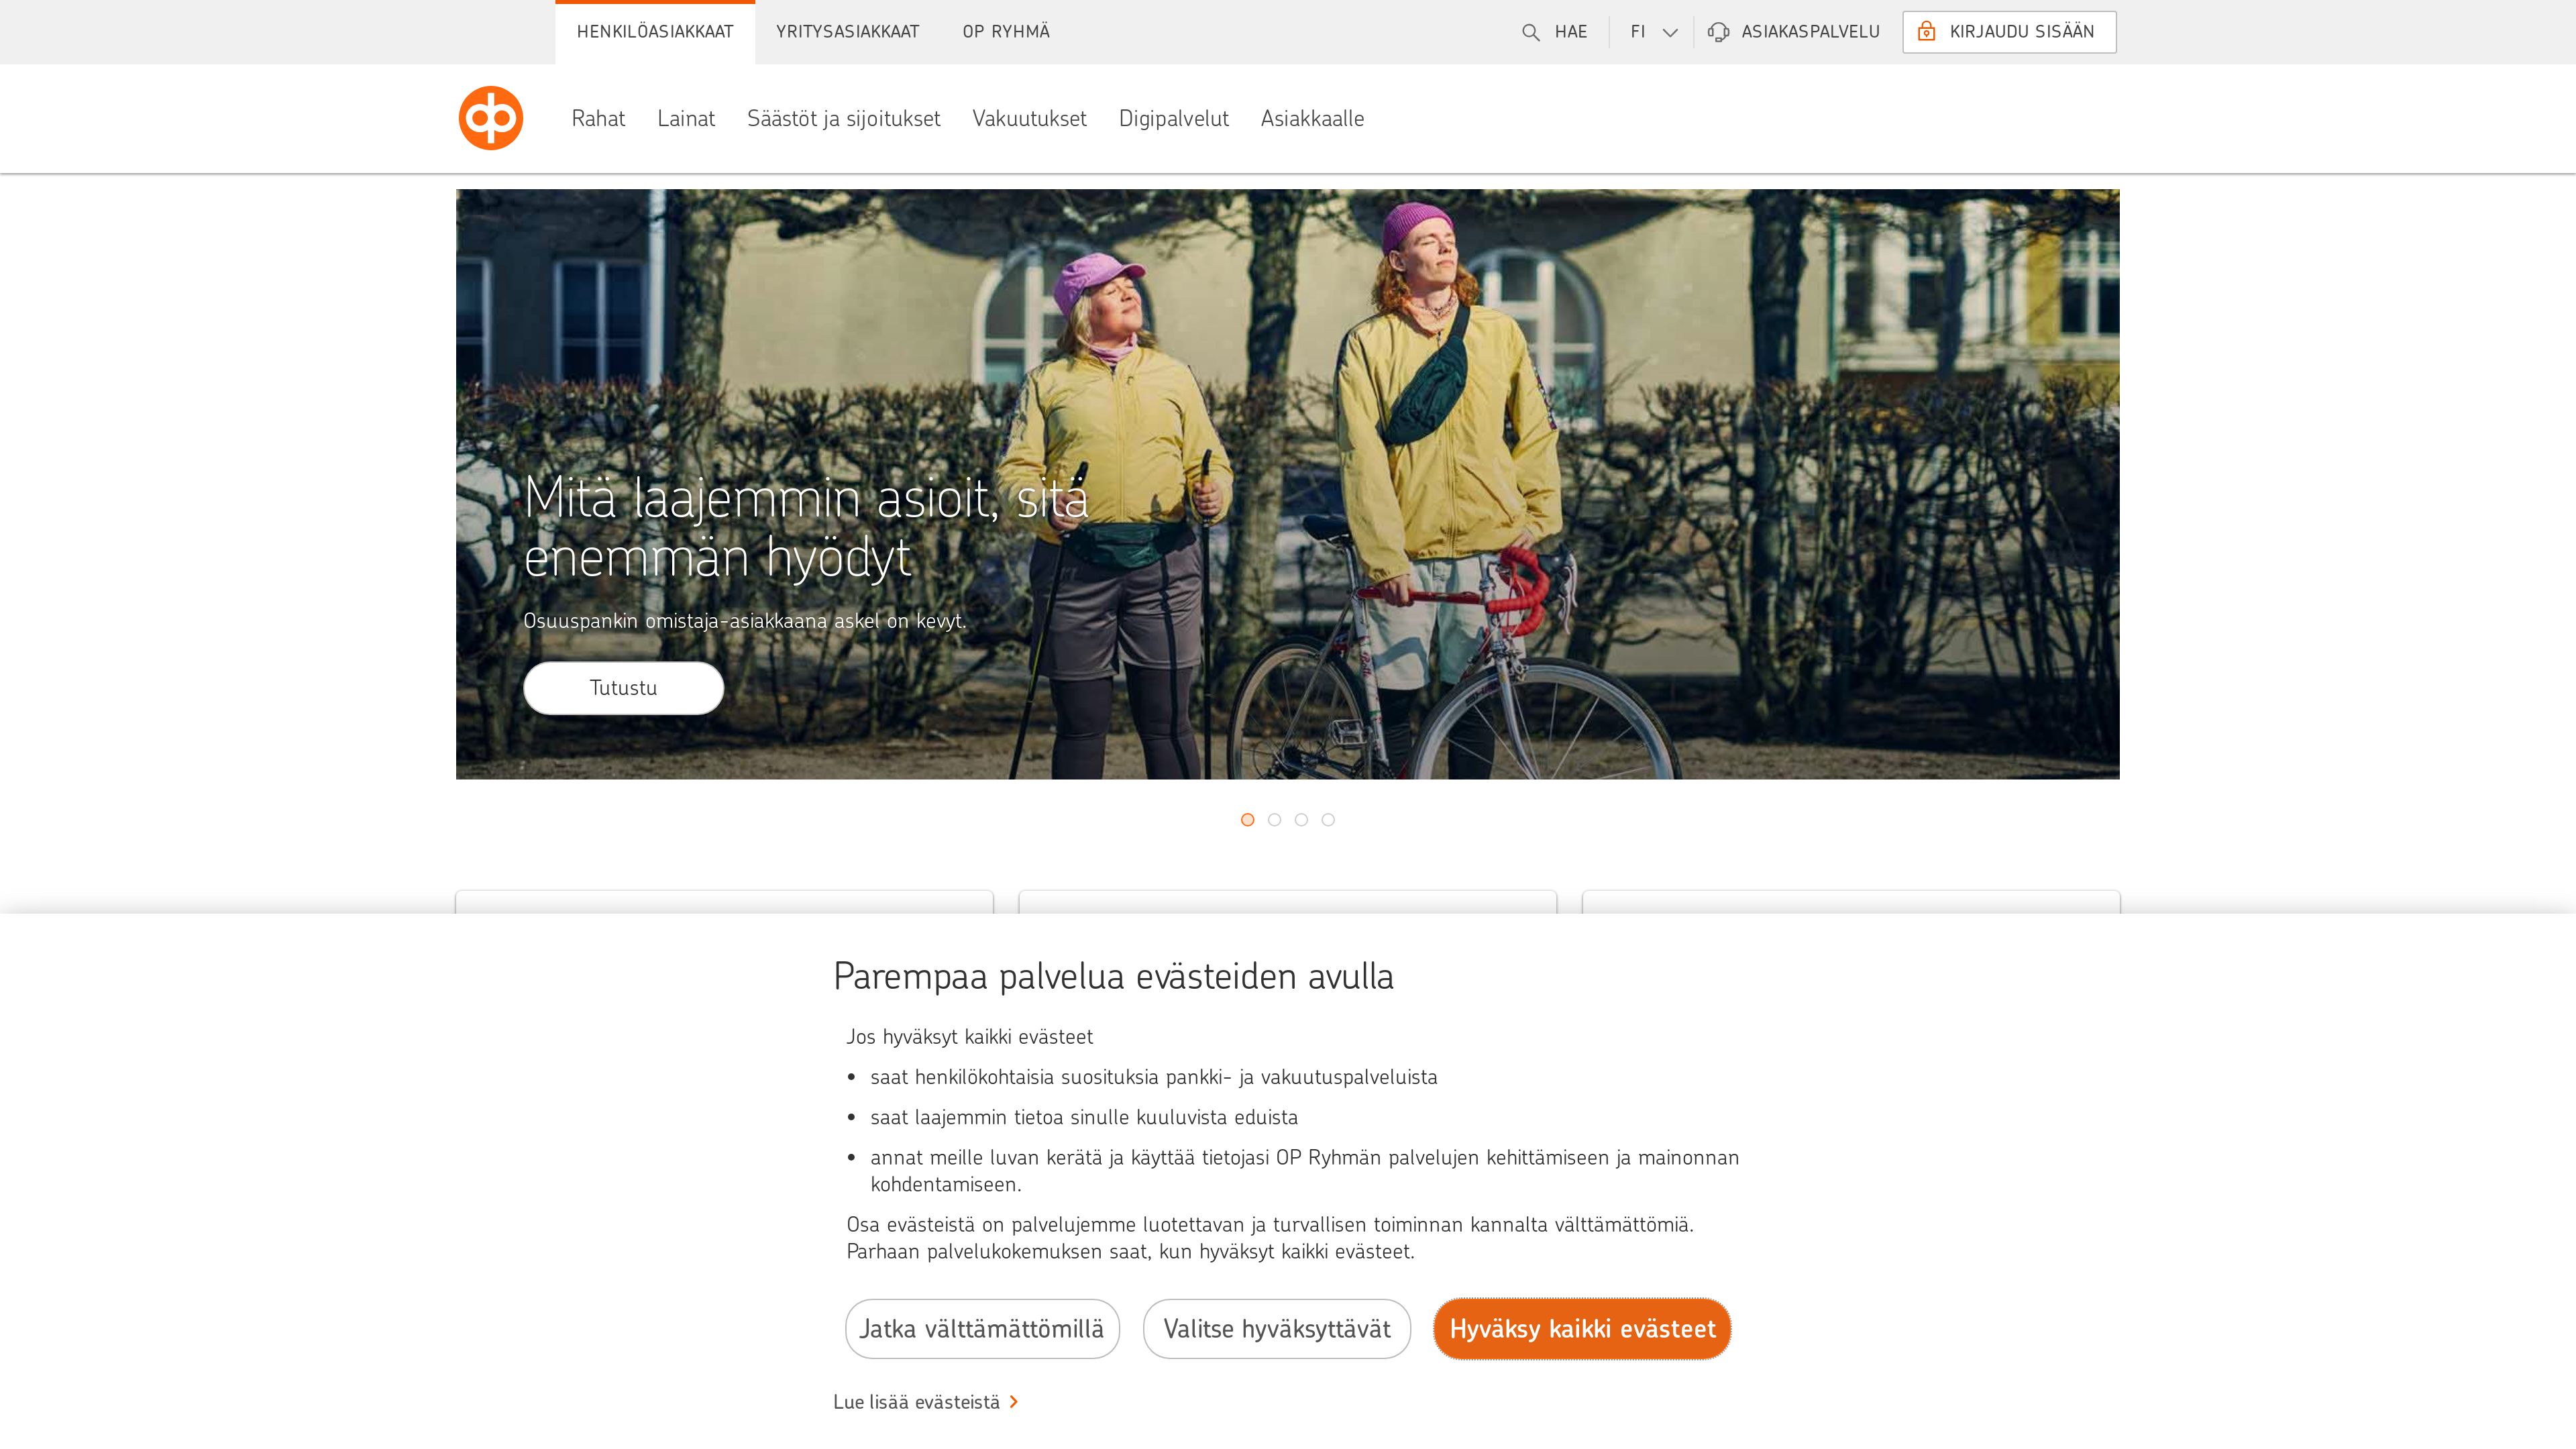 HENKILÖASIAKKAAT
YRITYSASIAKKAAT
OP RYHMÄ
HAE
FI
ASIAKASPALVELU
KIRJAUDU SISÄÄN
op
Rahat
Lainat
Säästöt ja sijoitukset
Vakuutukset
Digipalvelut
Asiakkaalle
Mitä laajemmin asioit, sitä
enemmän hyödyt
Osuuspankin omistaja-asiakkaana askel on kevyt.
Tutustu
Parempaa palvelua evästeiden avulla
Jos hyväksyt kaikki evästeet
• saat henkilökohtaisia suosituksia pankki- ja vakuutuspalveluista
• saat laajemmin tietoa sinulle kuuluvista eduista
• annat meille luvan kerätä ja käyttää tietojasi OP Ryhmän palvelujen kehittämiseen ja mainonnan
kohdentamiseen.
Osa evästeistä on palvelujemme luotettavan ja turvallisen toiminnan kannalta välttämättömiä.
Parhaan palvelukokemuksen saat, kun hyväksyt kaikki evästeet.
Jatka välttämättömillä
Valitse hyväksyttävät
Hyväksy kaikki evästeet
Lue lisää evästeistä